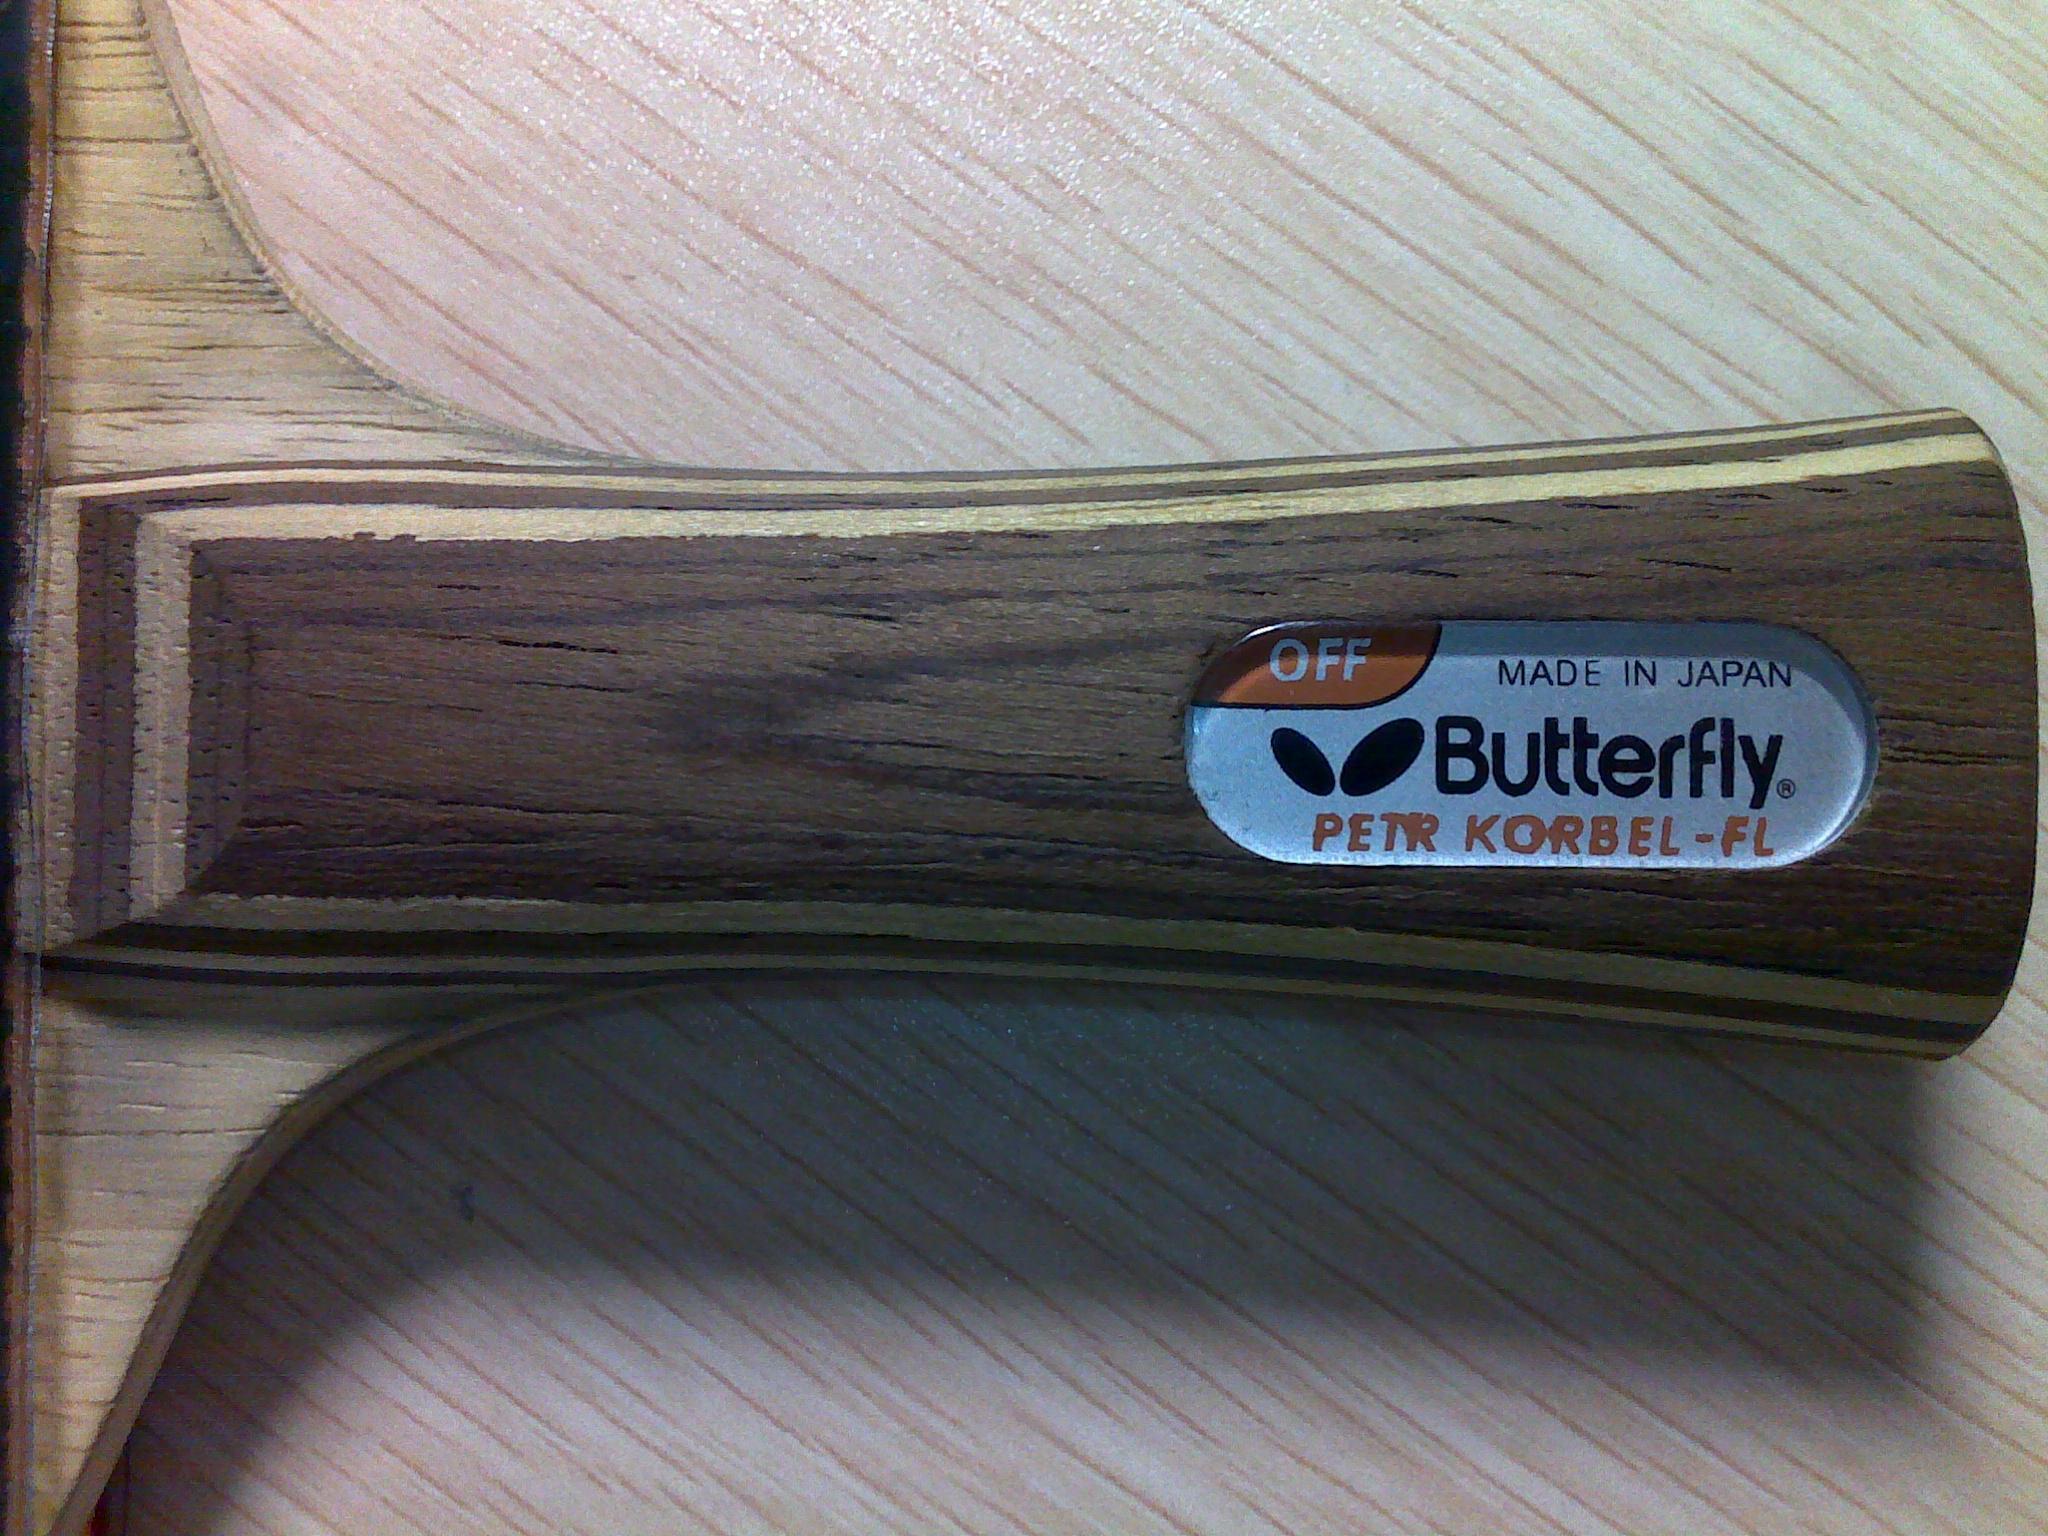 OFF
MADE IN JAPAN
Butterfly®
PETR KORBEL-FL